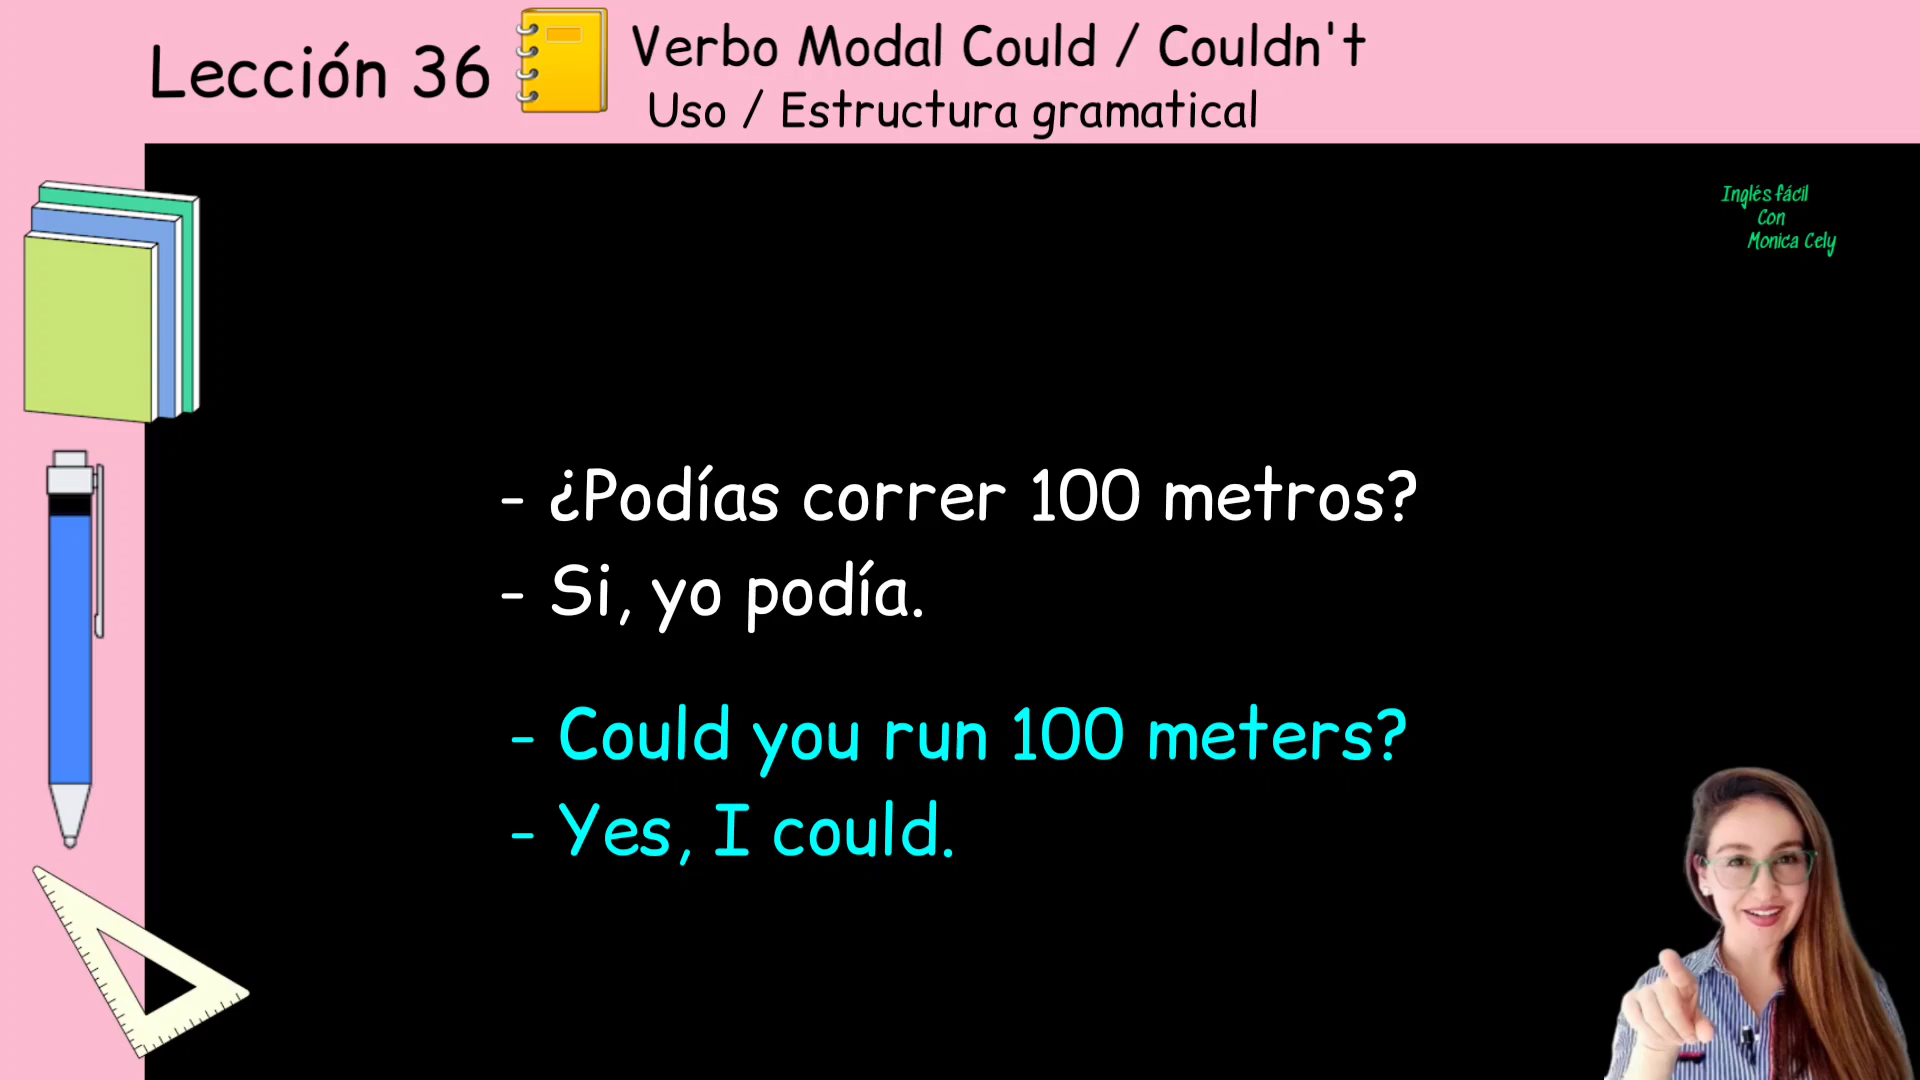 Lección 36
Verbo Modal Could / Couldn't
Uso / Estructura gramatical
Inglés fácil
Con
Monica Cely
- ¿Podías correr 100 metros?
- Si, yo podía.
- Could you run 100 meters?
- Yes, I could.